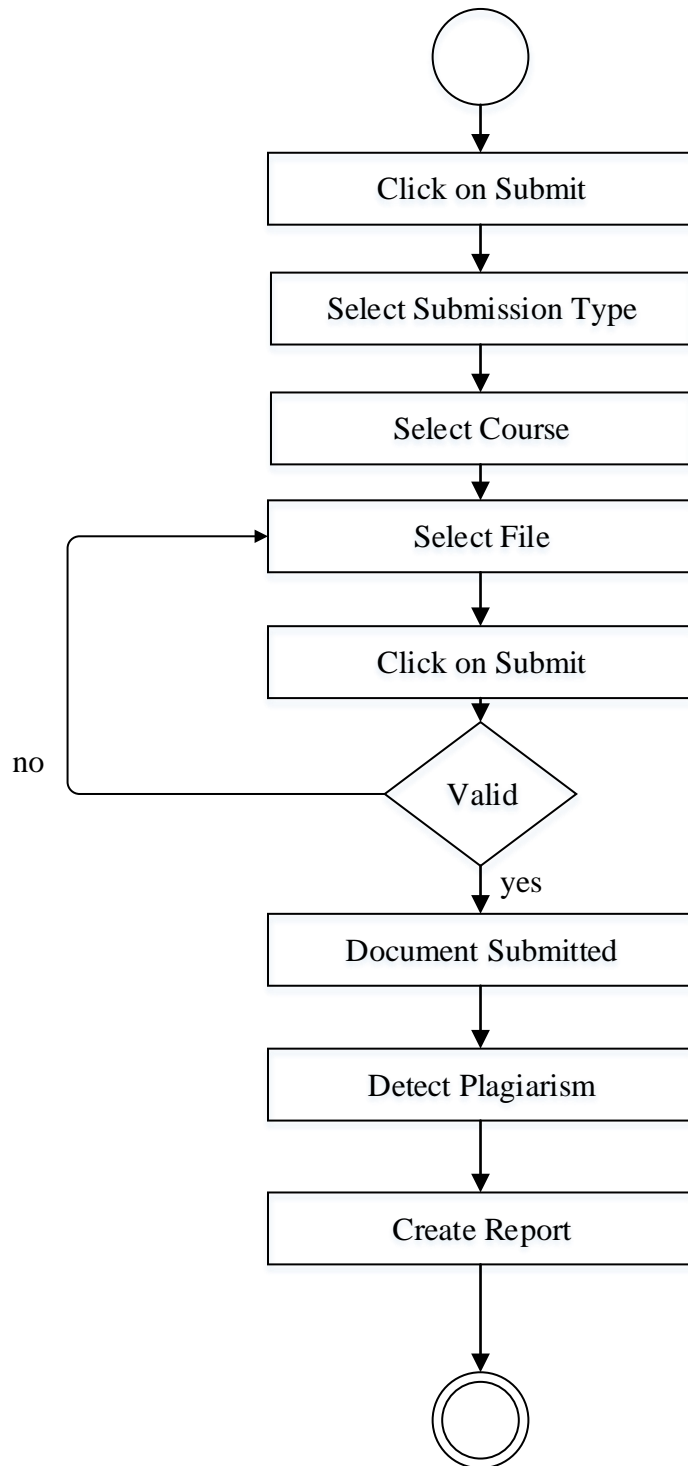 Click on Submit
Select Submission Type
Select Course
Select File
Click on Submit
no
Valid
yes
Document Submitted
Detect Plagiarism
Create Report